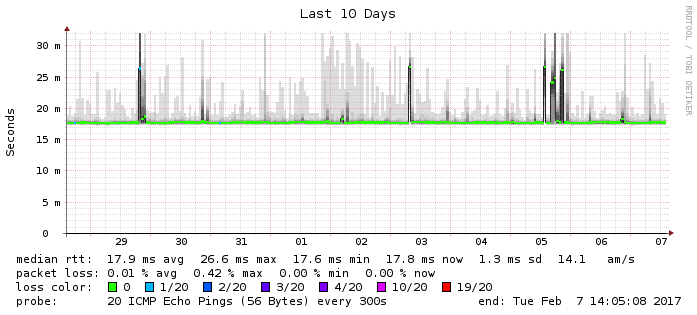 Last 10 Days
RRDTOOL / TOBI OETIKER
Seconds
30 m
25 m
20 m
15 m
10 m
5 m
0
29 30 31 01 02 03 04 05 06 07
median rtt: 17.9 ms avg 26.6 ms max 17.6 ms min 17.8 ms now 1.3 ms sd 14.1 am/s
packet loss: 0.01 % avg 0.42 % max 0.00 % min 0.00 % now
loss color: 0 1/20 2/20 3/20 4/20 10/20 19/20
probe: 20 ICMP Echo Pings (56 Bytes) every 300s end: Tue Feb 7 14:05:08 2017